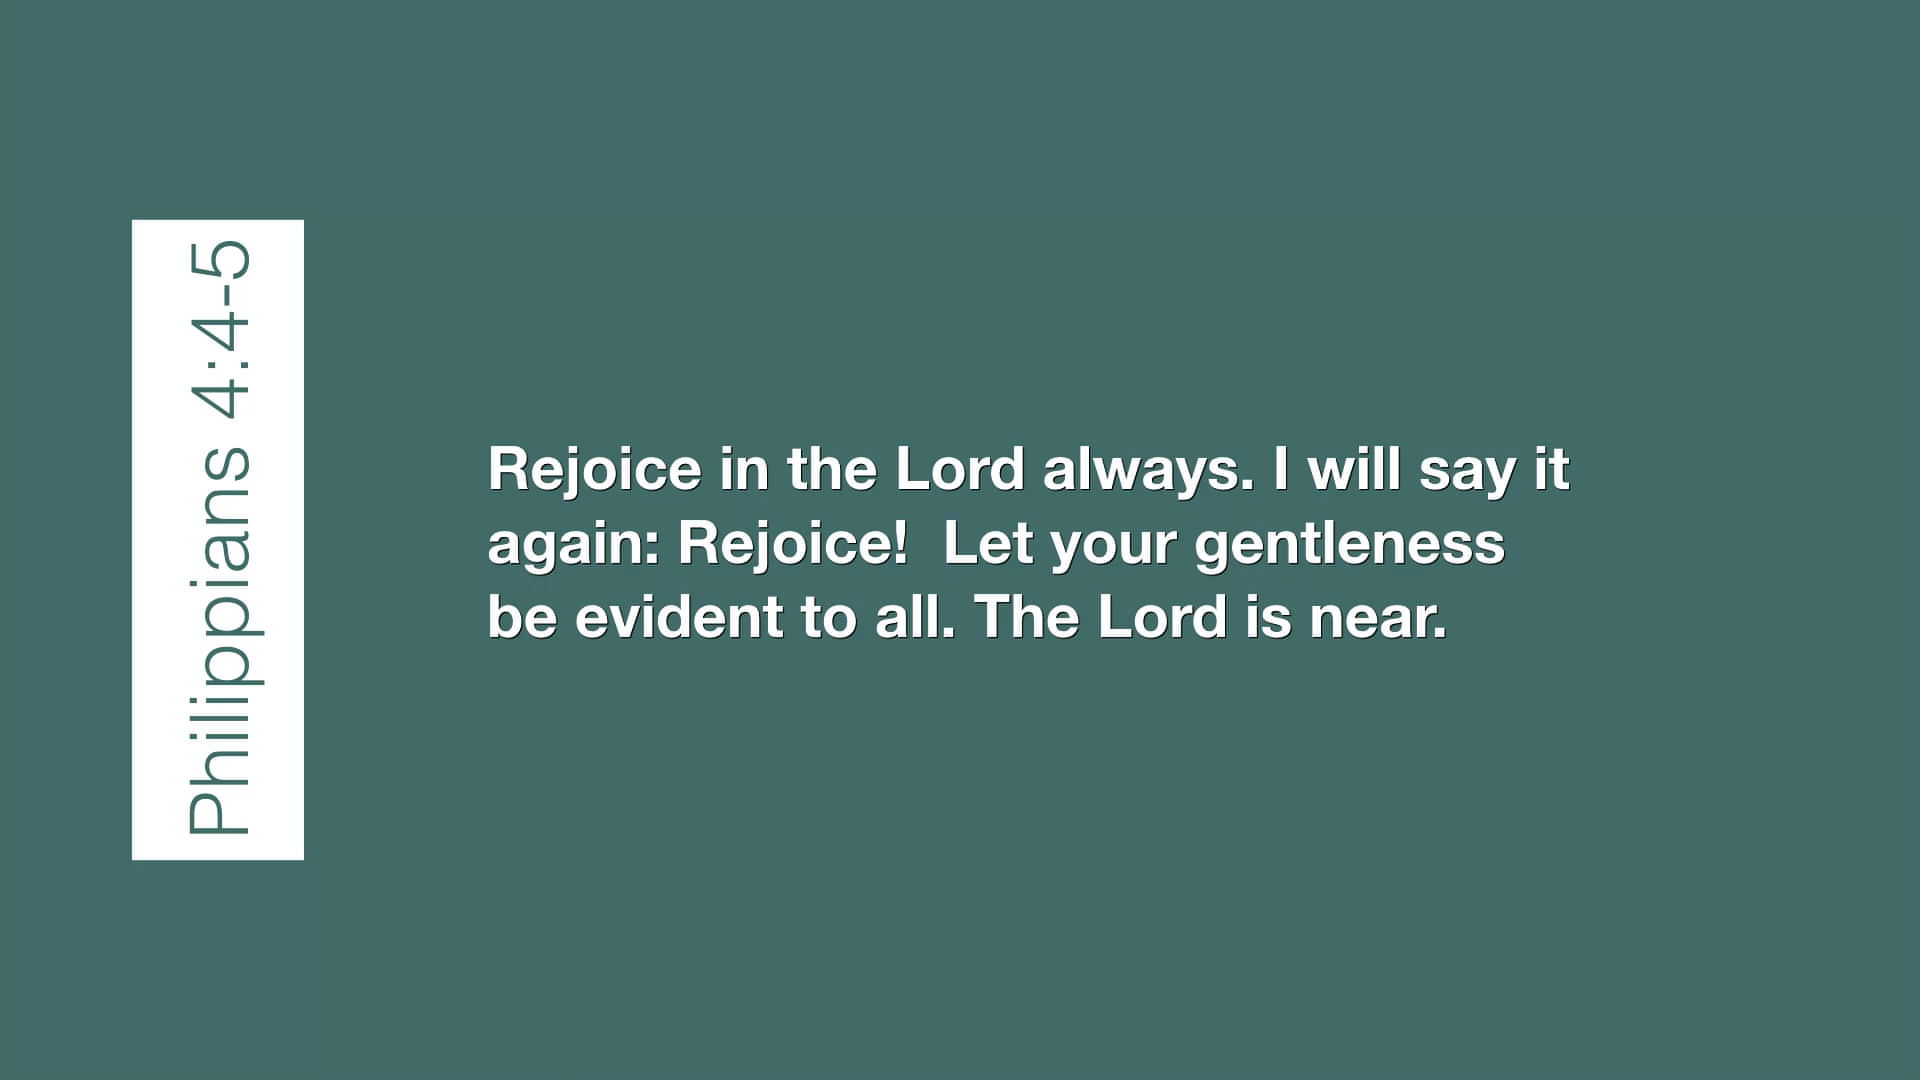 Philippians 4:4-5
Rejoice in the Lord always. I will say it
again: Rejoice!  Let your gentleness
be evident to all. The Lord is near.